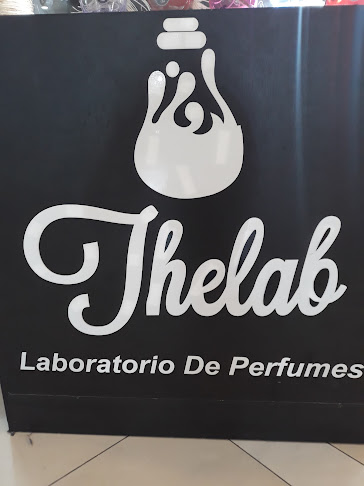 Thelab
Laboratorio De Perfumes